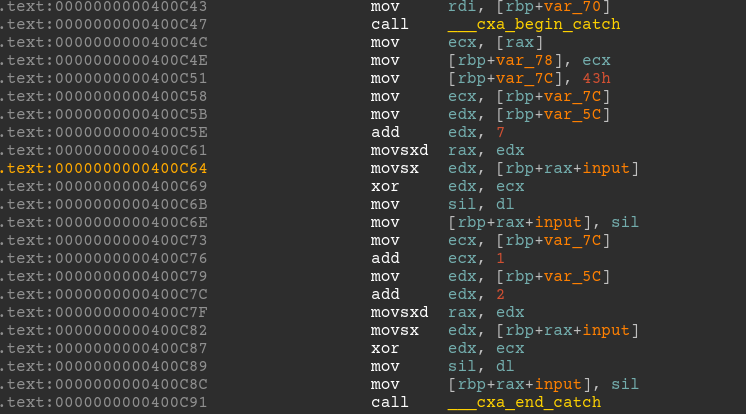 .text:0000000000400C43 mov rdi, [rbp+var_70]
.text:0000000000400C47 call ___cxa_begin_catch
.text:0000000000400C4C mov ecx, [rax]
.text:0000000000400C4E mov [rbp+var_78], ecx
.text:0000000000400C51 mov [rbp+var_7C], 43h
.text:0000000000400C58 mov ecx, [rbp+var_7C]
.text:0000000000400C5B mov edx, [rbp+var_5C]
.text:0000000000400C5E add edx, 7
.text:0000000000400C61 movsxd rax, edx
.text:0000000000400C64 movsx edx, [rbp+rax+input]
.text:0000000000400C69 xor edx, ecx
.text:0000000000400C6B mov sil, dl
.text:0000000000400C6E mov [rbp+rax+input], sil
.text:0000000000400C73 mov ecx, [rbp+var_7C]
.text:0000000000400C76 add ecx, 1
.text:0000000000400C79 mov edx, [rbp+var_5C]
.text:0000000000400C7C add edx, 2
.text:0000000000400C7F movsxd rax, edx
.text:0000000000400C82 movsx edx, [rbp+rax+input]
.text:0000000000400C87 xor edx, ecx
.text:0000000000400C89 mov sil, dl
.text:0000000000400C8C mov [rbp+rax+input], sil
.text:0000000000400C91 call ___cxa_end_catch